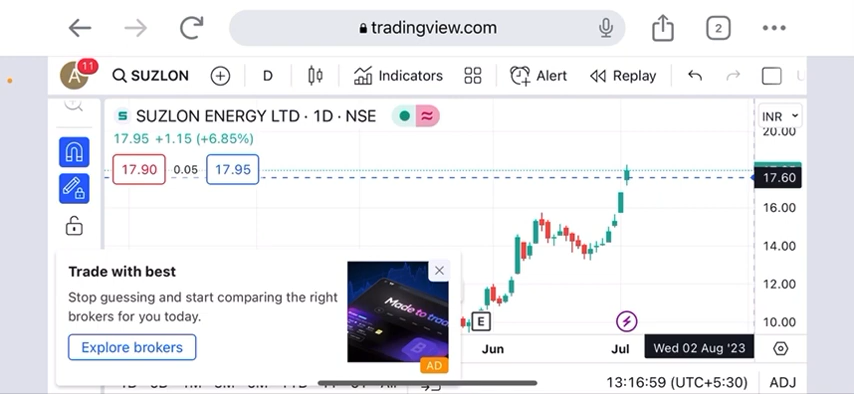 tradingview.com
2
A
11
SUZLON
D
Indicators
Alert
Replay
SUZLON ENERGY LTD · 1D · NSE
17.95 +1.15 (+6.85%)
17.90 0.05 17.95
INR
20.00
17.60
16.00
14.00
12.00
10.00
E
Trade with best
Stop guessing and start comparing the right
brokers for you today.
Explore brokers
Made to trad
AD
Jun
Jul
Wed 02 Aug '23
13:16:59 (UTC+5:30)
ADJ